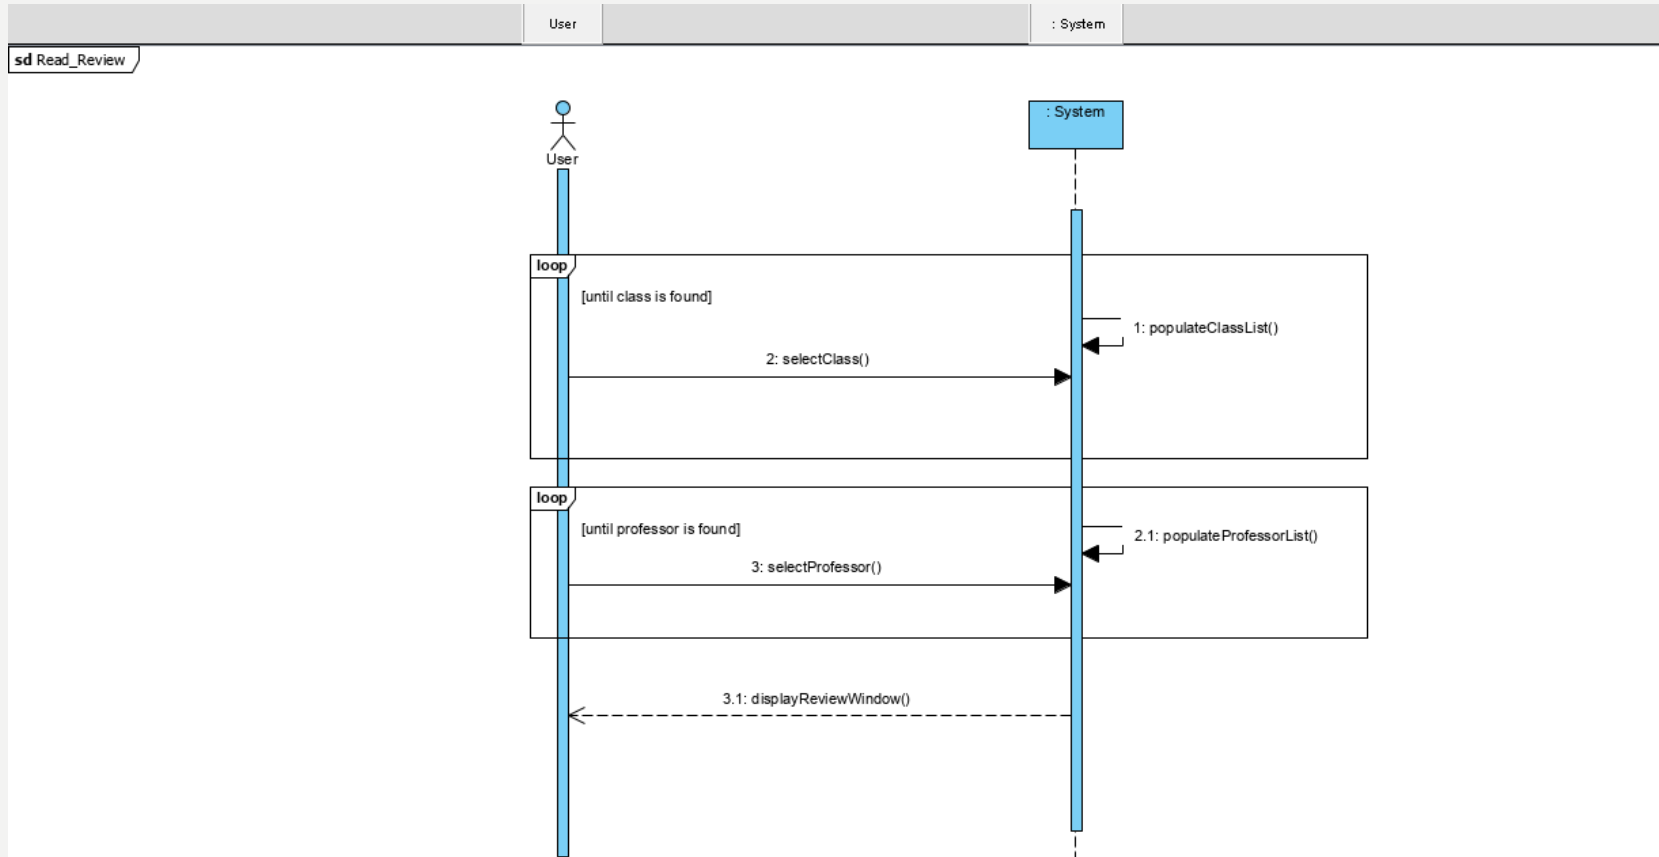 User
: System
sd Read_Review
: System
User
loop
[until class is found]
1: populateClassList()
2: selectClass()
loop
[until professor is found]
2.1: populateProfessorList()
3: selectProfessor()
3.1: displayReviewWindow()